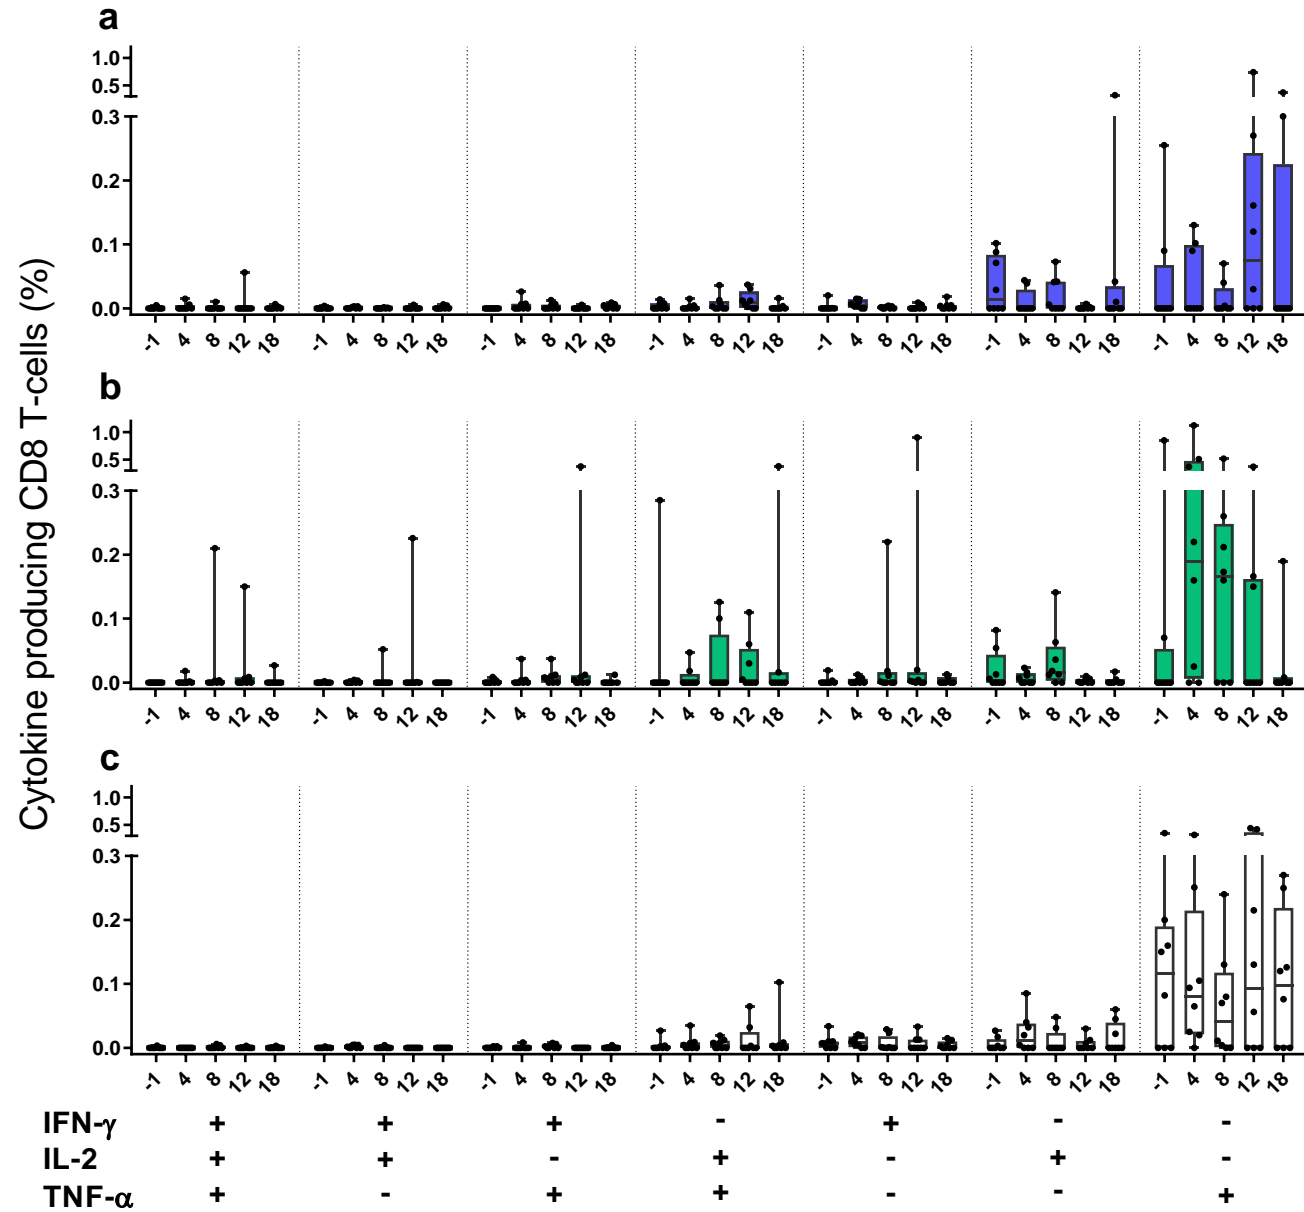 a
1.0
0.5
0.3
0.2
0.1
0.0
-1 4 8 12 18 -1 4 8 12 18 -1 4 8 12 18 -1 4 8 12 18 -1 4 8 12 18 -1 4 8 12 18 -1 4 8 12 18
b
1.0
0.5
0.3
0.2
0.1
0.0
-1 4 8 12 18 -1 4 8 12 18 -1 4 8 12 18 -1 4 8 12 18 -1 4 8 12 18 -1 4 8 12 18 -1 4 8 12 18
c
1.0
0.5
0.3
0.2
0.1
0.0
-1 4 8 12 18 -1 4 8 12 18 -1 4 8 12 18 -1 4 8 12 18 -1 4 8 12 18 -1 4 8 12 18 -1 4 8 12 18
Cytokine producing CD8 T-cells (%)
IFN-γ + + + - + - -
IL-2 + + - + - + -
TNF-α + - + + - - +